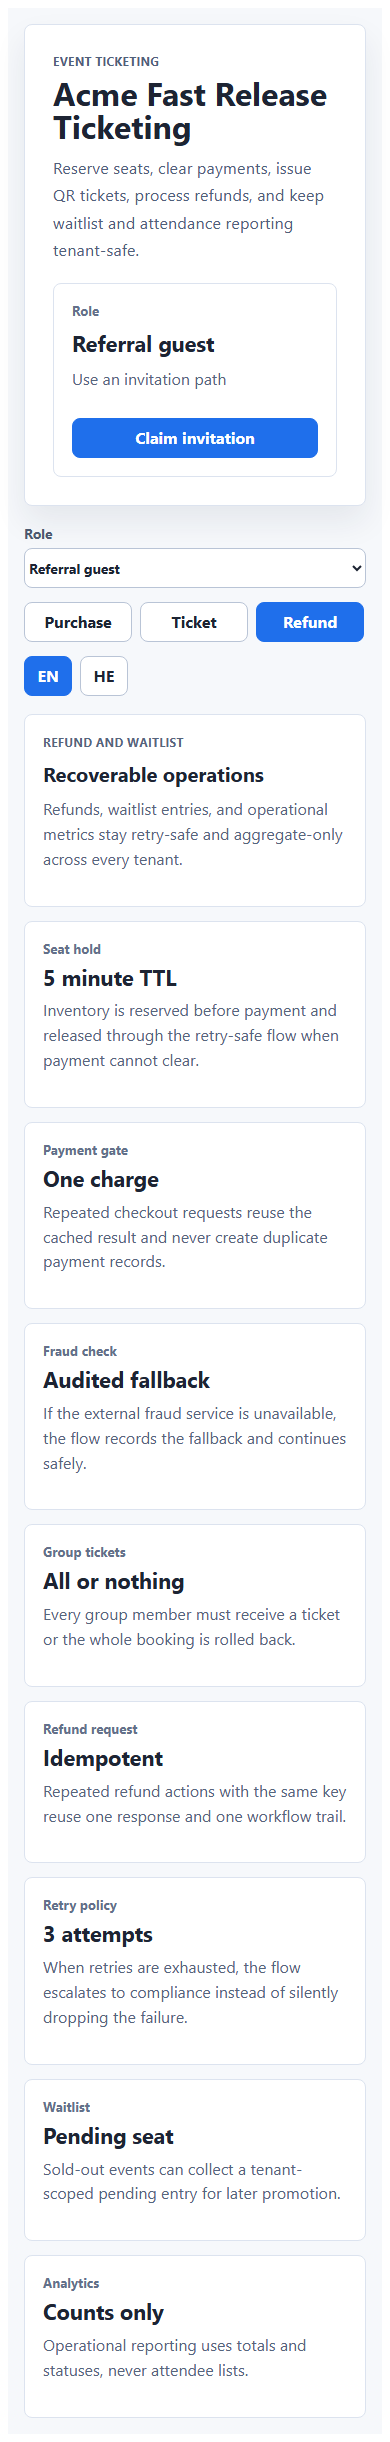 EVENT TICKETING
Acme Fast Release
Ticketing
Reserve seats, clear payments, issue
QR tickets, process refunds, and keep
waitlist and attendance reporting
tenant-safe.
Role
Referral guest
Use an invitation path
Claim invitation
Role
Referral guest
Purchase Ticket Refund
EN HE
REFUND AND WAITLIST
Recoverable operations
Refunds, waitlist entries, and operational
metrics stay retry-safe and aggregate-only
across every tenant.
Seat hold
5 minute TTL
Inventory is reserved before payment and
released through the retry-safe flow when
payment cannot clear.
Payment gate
One charge
Repeated checkout requests reuse the
cached result and never create duplicate
payment records.
Fraud check
Audited fallback
If the external fraud service is unavailable,
the flow records the fallback and continues
safely.
Group tickets
All or nothing
Every group member must receive a ticket
or the whole booking is rolled back.
Refund request
Idempotent
Repeated refund actions with the same key
reuse one response and one workflow trail.
Retry policy
3 attempts
When retries are exhausted, the flow
escalates to compliance instead of silently
dropping the failure.
Waitlist
Pending seat
Sold-out events can collect a tenant-
scoped pending entry for later promotion.
Analytics
Counts only
Operational reporting uses totals and
statuses, never attendee lists.